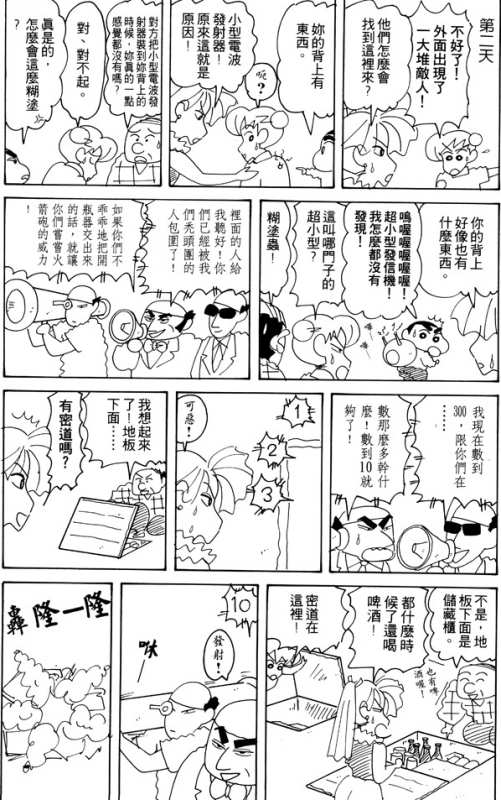 第二天
不好了！
外面出現了
一大堆敵人！
他們怎麼會
找到這裡來？
妳的背上有
東西。
呃？
小型電波
發射器！
原來這就是
原因！
對方把小型電波發
射器裝到妳背上的
時候，妳真的一點
感覺都沒有嗎？
對、對不起。
真是的，
怎麼會這麼糊塗
？
你的背上
好像也有
什麼東西。
嗚喔喔喔喔喔！
超小型發信機！
我怎麼都沒有
發現！
這叫哪門子的
超小型？
糊塗蟲！
裡面的人給
我聽好！你
們已經被我
們禿頭團的
人包圍了！
如果你們不
乖乖地把開
瓶器交出來
的話，就讓
你們嘗嘗火
箭砲的威力
！
我現在數到
300，限你們在
……
數那麼多幹什
麼！數到10就
夠了！
1
2
3
可惡！
我想起來
了！地板
下面……
有密道嗎？
不是，地
板下面是
儲藏櫃。
也有啤
酒喔！
都什麼時
候了還喝
啤酒！
密道在
這裡！
10
發射！
咻
轟隆一隆